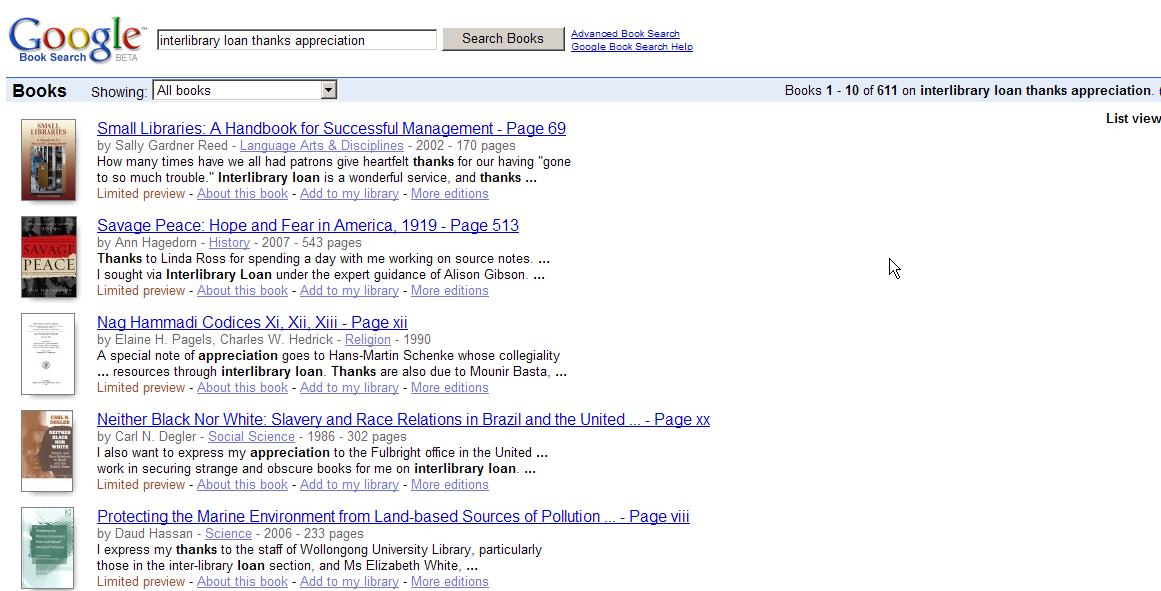 Google™
Book Search BETA
interlibrary loan thanks appreciation
Search Books
Advanced Book Search
Google Book Search Help
Books Showing: All books
Books 1 - 10 of 611 on interlibrary loan thanks appreciation. (
List view
SMALL LIBRARIES
Small Libraries: A Handbook for Successful Management - Page 69
by Sally Gardner Reed - Language Arts & Disciplines - 2002 - 170 pages
How many times have we all had patrons give heartfelt thanks for our having "gone
to so much trouble." Interlibrary loan is a wonderful service, and thanks ...
Limited preview - About this book - Add to my library - More editions
SAVAGE
PEACE
ANN HAGEDORN
Savage Peace: Hope and Fear in America, 1919 - Page 513
by Ann Hagedorn - History - 2007 - 543 pages
Thanks to Linda Ross for spending a day with me working on source notes. ...
I sought via Interlibrary Loan under the expert guidance of Alison Gibson. ...
Limited preview - About this book - Add to my library - More editions
Nag Hammadi Codices Xi, Xii, Xiii - Page xii
by Elaine H. Pagels, Charles W. Hedrick - Religion - 1990
A special note of appreciation goes to Hans-Martin Schenke whose collegiality
... resources through interlibrary loan. Thanks are also due to Mounir Basta, ...
Limited preview - About this book - Add to my library - More editions
CARL N.
DEGLER
NEITHER
BLACK
NOR
WHITE
Neither Black Nor White: Slavery and Race Relations in Brazil and the United ... - Page xx
by Carl N. Degler - Social Science - 1986 - 302 pages
I also want to express my appreciation to the Fulbright office in the United ...
work in securing strange and obscure books for me on interlibrary loan. ...
Limited preview - About this book - Add to my library - More editions
Protecting the Marine Environment from Land-based Sources of Pollution ... - Page viii
by Daud Hassan - Science - 2006 - 233 pages
I express my thanks to the staff of Wollongong University Library, particularly
those in the inter-library loan section, and Ms Elizabeth White, ...
Limited preview - About this book - Add to my library - More editions